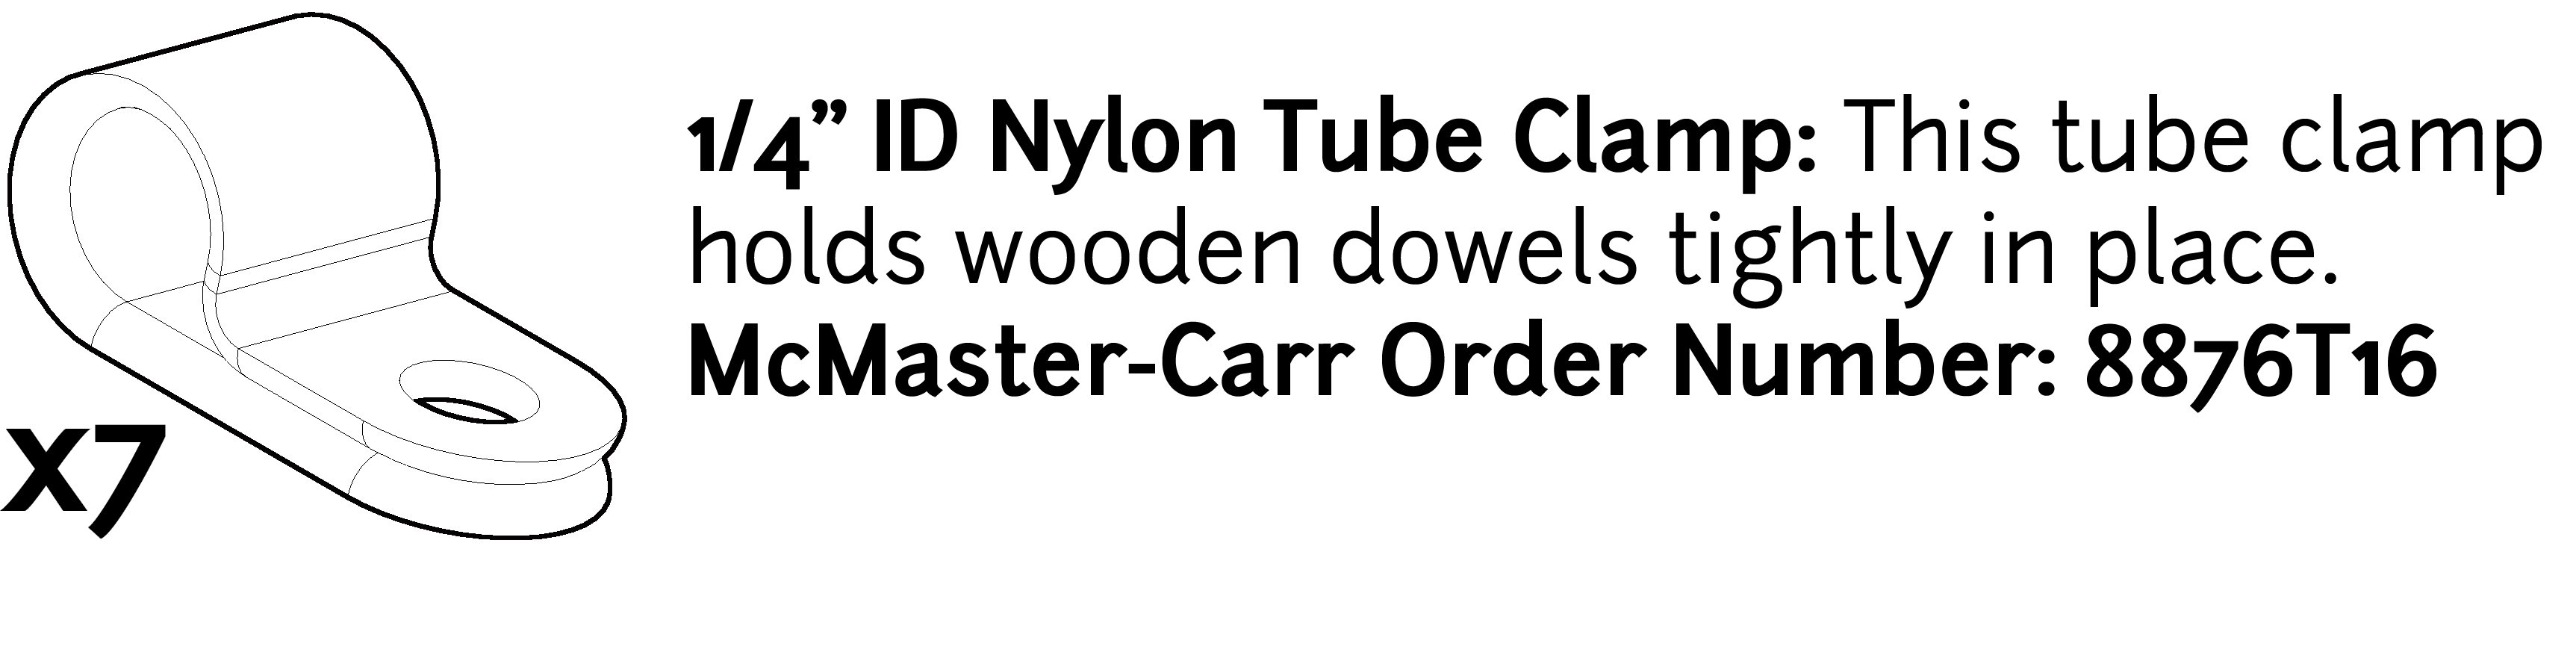 1/4” ID Nylon Tube Clamp: This tube clamp
holds wooden dowels tightly in place.
McMaster-Carr Order Number: 8876T16
x7